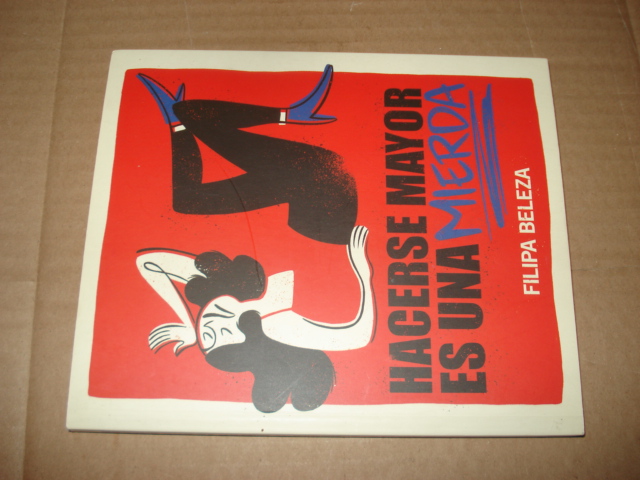 HACERSE MAYOR
ES UNA MIERDA
FILIPA BELEZA